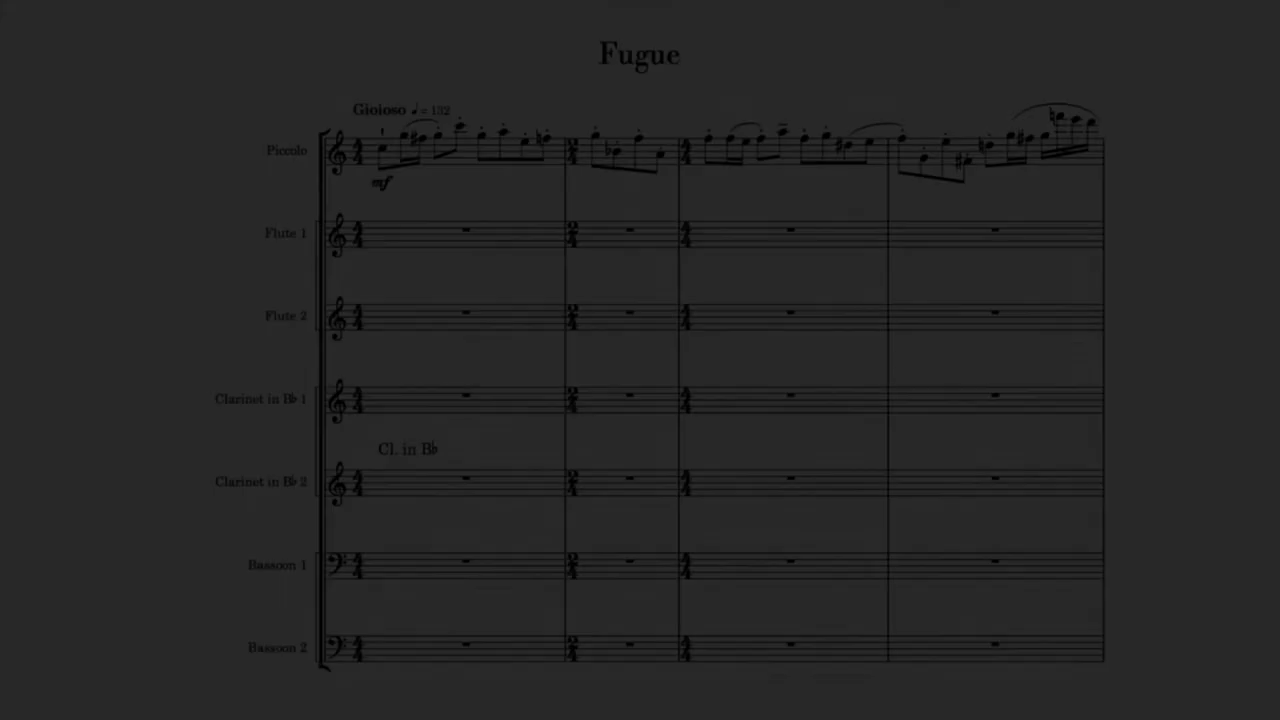 Fugue
Gioioso ♩ = 132
Piccolo
mf
Flute 1
Flute 2
Clarinet in B♭ 1
Cl. in B♭
Clarinet in B♭ 2
Bassoon 1
Bassoon 2